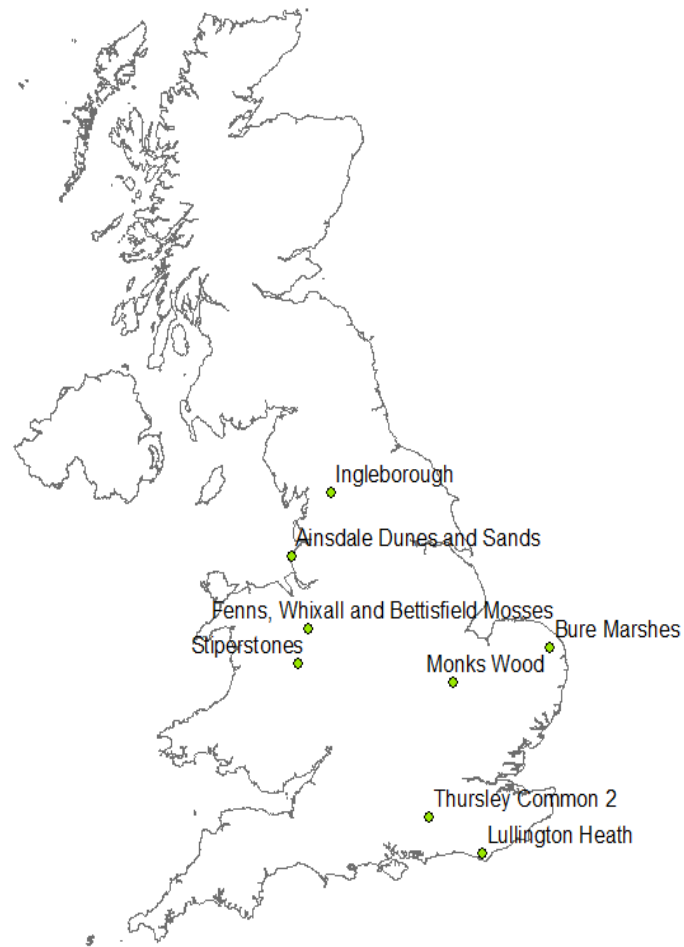 Ingleborough
Ainsdale Dunes and Sands
Fenns, Whixall and Bettisfield Mosses
Bure Marshes
Stiperstones
Monks Wood
Thursley Common 2
Lullington Heath